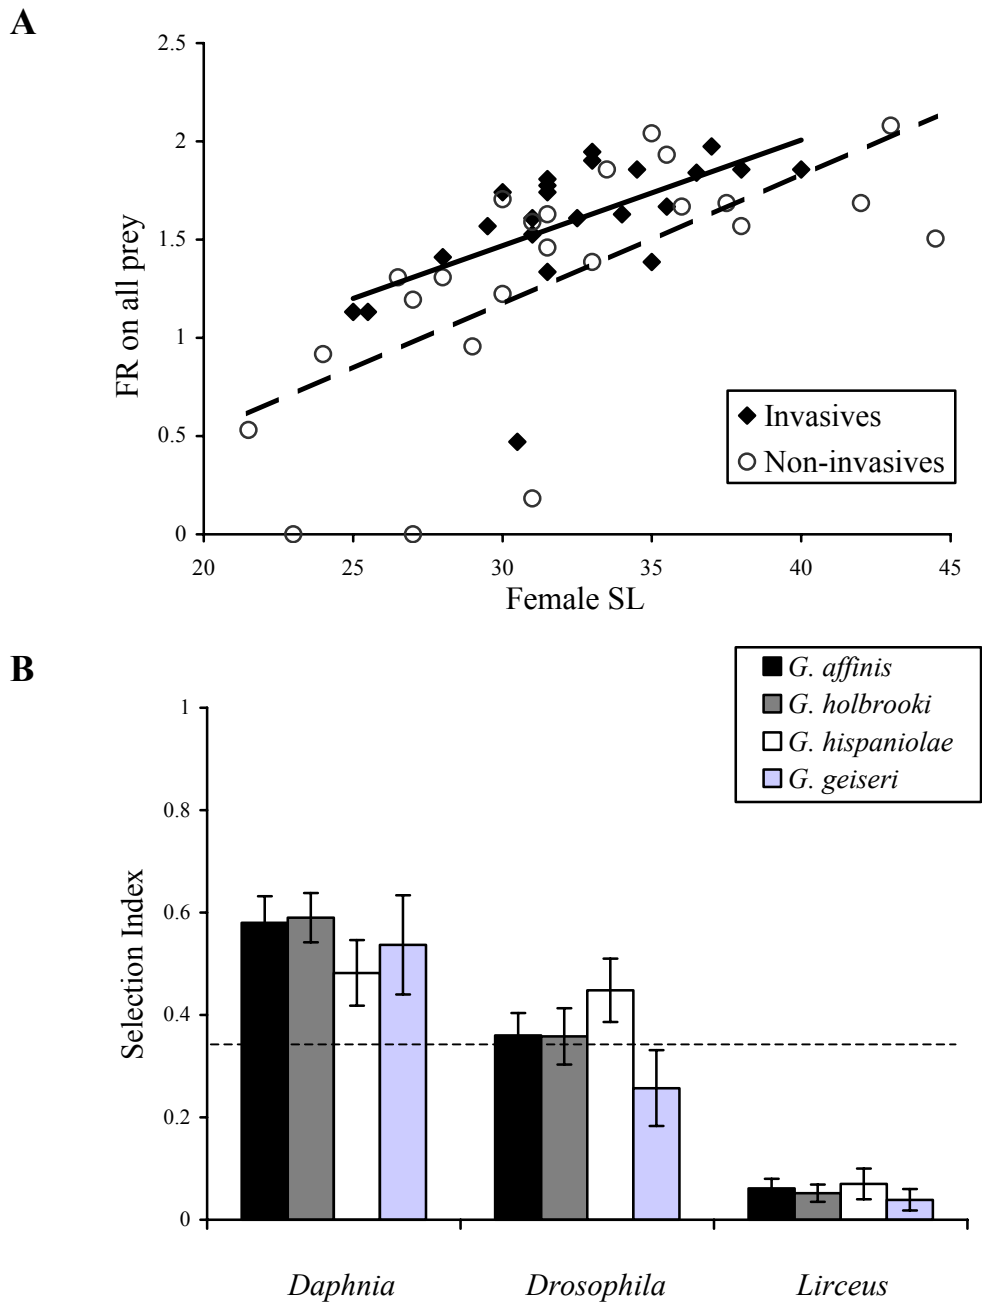 A
2.5
2
1.5
1
0.5
0
FR on all prey
Invasives
Non-invasives
20 25 30 35 40 45
Female SL
B
G. affinis
G. holbrooki
G. hispaniolae
G. geiseri
1
0.8
0.6
0.4
0.2
0
Selection Index
Daphnia Drosophila Lirceus